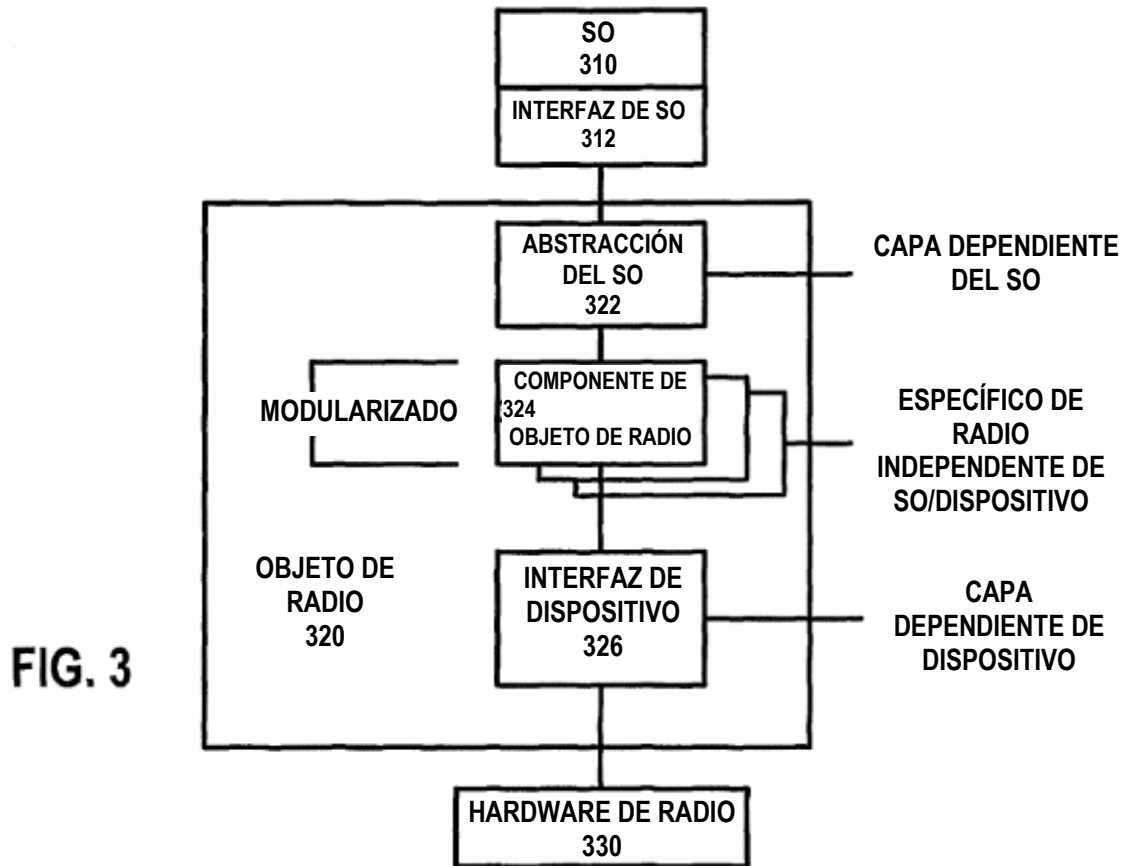 SO
310
INTERFAZ DE SO
312
ABSTRACCIÓN
DEL SO
322
CAPA DEPENDIENTE
DEL SO
MODULARIZADO
COMPONENTE DE
324
OBJETO DE RADIO
ESPECÍFICO DE
RADIO
INDEPENDIENTE DE
SO/DISPOSITIVO
OBJETO DE
RADIO
320
INTERFAZ DE
DISPOSITIVO
326
CAPA
DEPENDIENTE DE
DISPOSITIVO
FIG. 3
HARDWARE DE RADIO
330